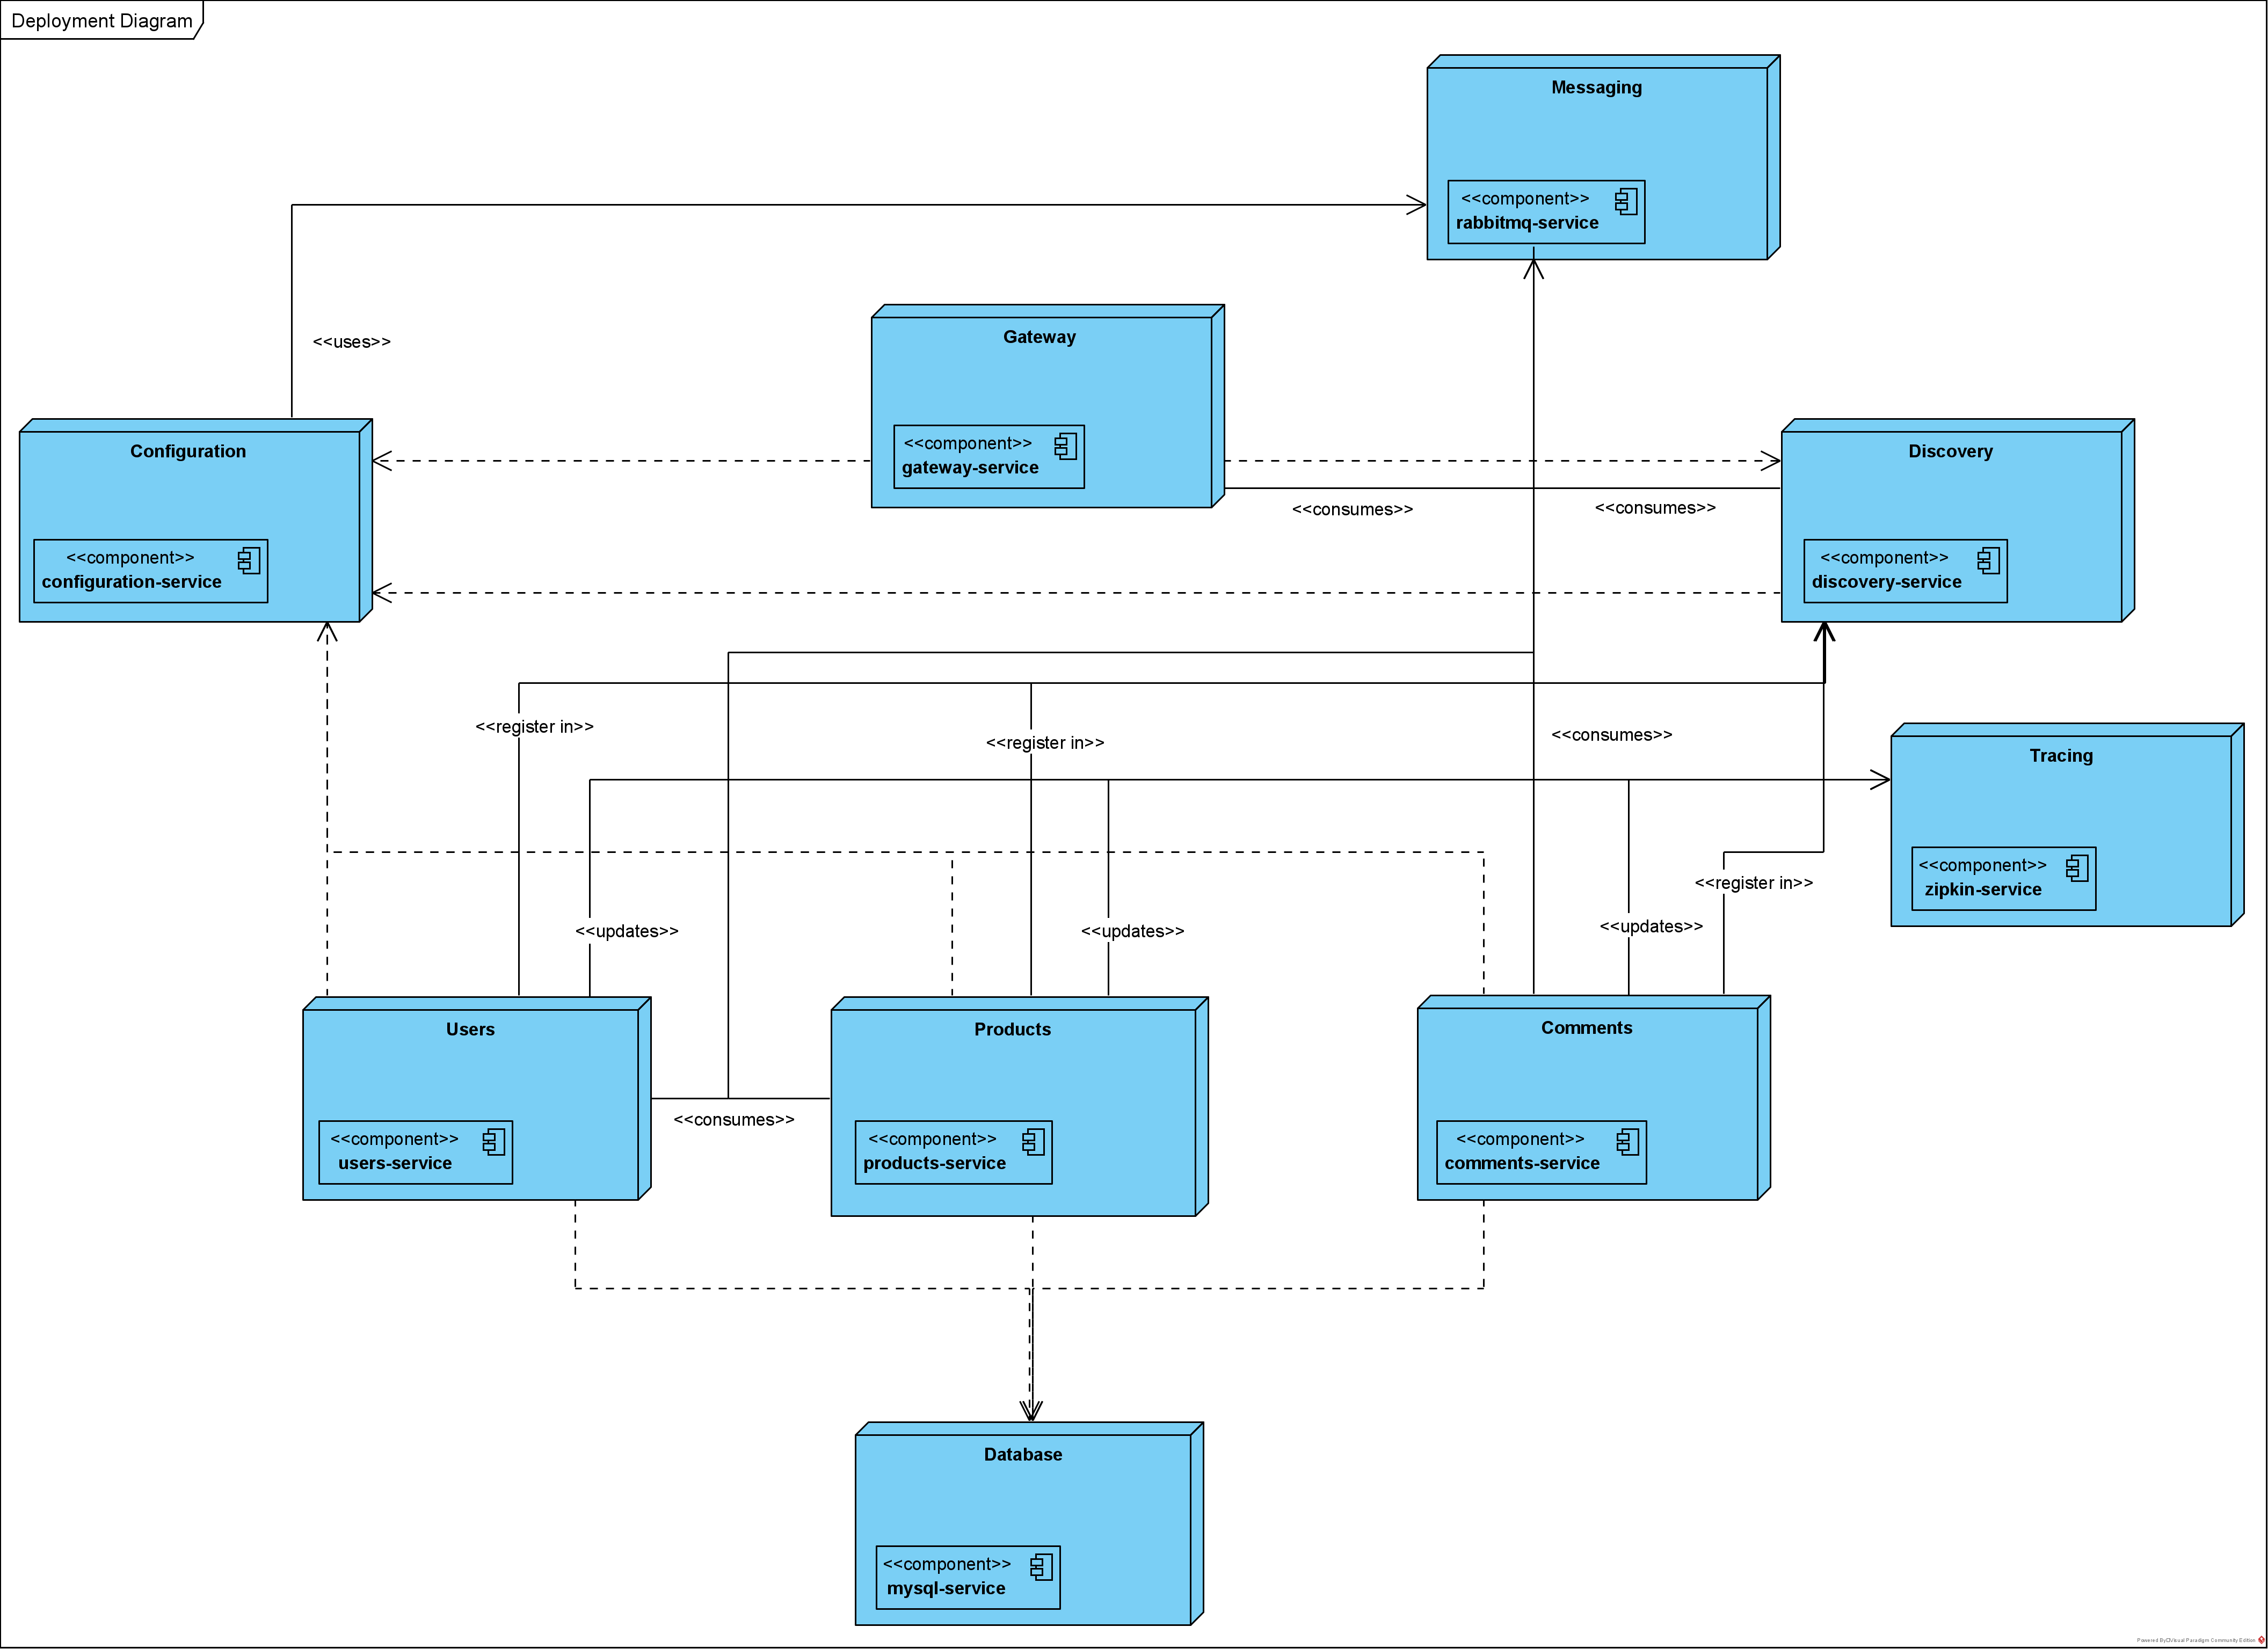 Deployment Diagram
Messaging
<<component>>
rabbitmq-service
Gateway
<<component>>
gateway-service
<<uses>>
Configuration
<<component>>
configuration-service
Discovery
<<component>>
discovery-service
<<consumes>>
<<consumes>>
<<register in>>
<<register in>>
<<consumes>>
Tracing
<<component>>
zipkin-service
<<register in>>
<<updates>>
<<updates>>
<<updates>>
Users
<<component>>
users-service
<<consumes>>
Products
<<component>>
products-service
Comments
<<component>>
comments-service
Database
<<component>>
mysql-service
Powered By Visual Paradigm Community Edition